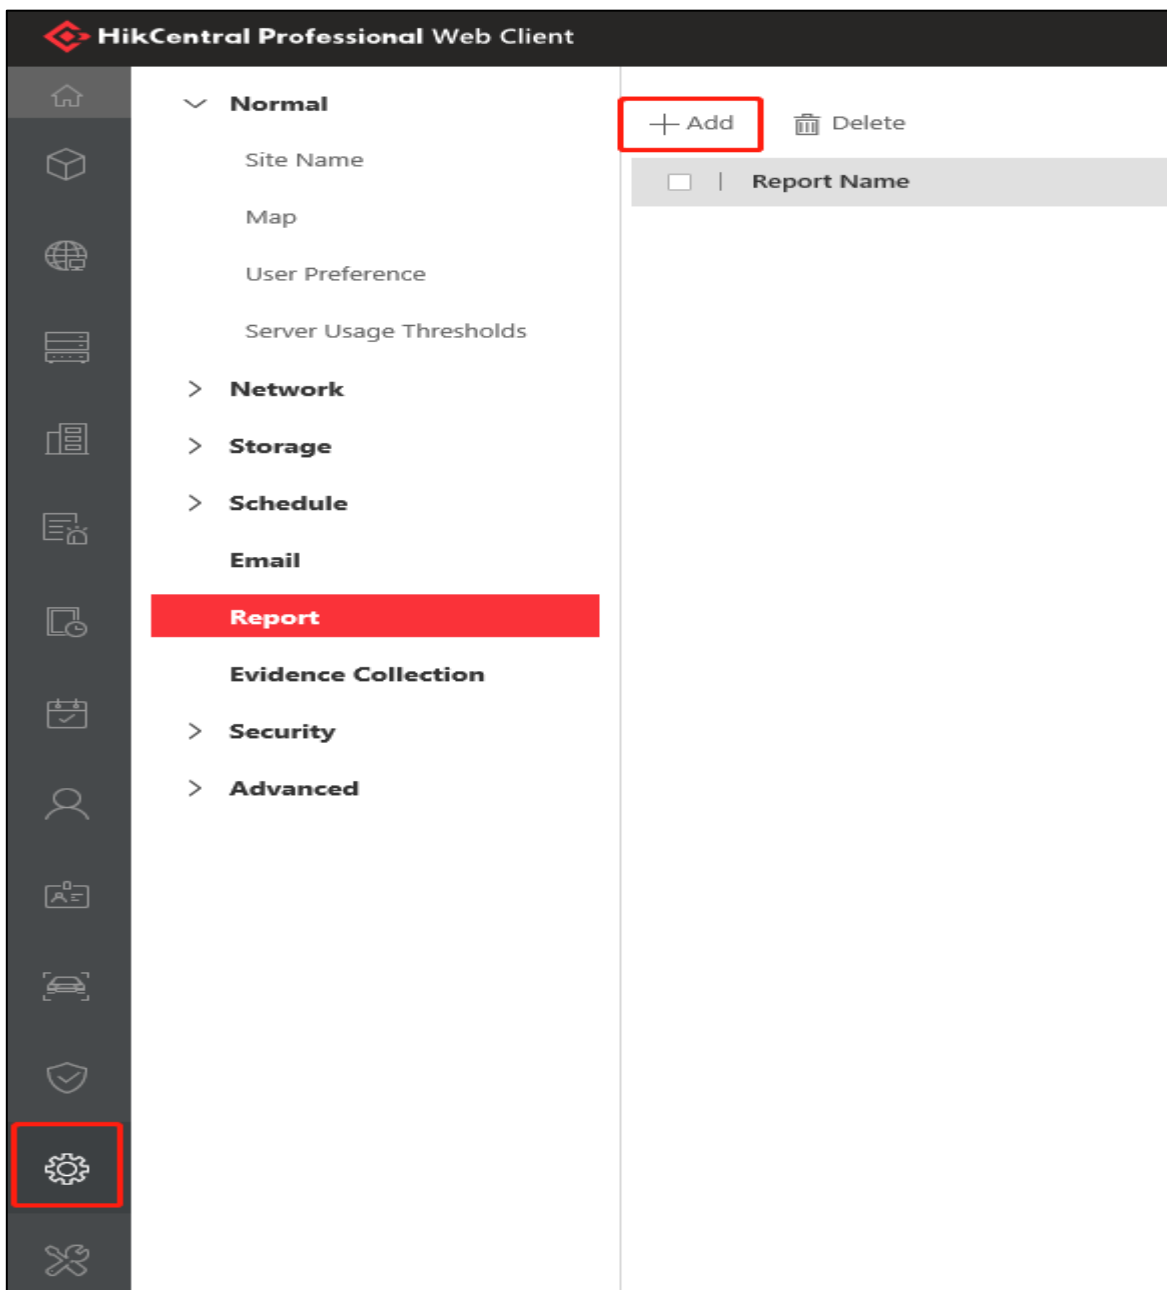 HikCentral Professional Web Client
Normal
Site Name
Map
User Preference
Server Usage Thresholds
Network
Storage
Schedule
Email
Report
Evidence Collection
Security
Advanced
Add Delete
Report Name